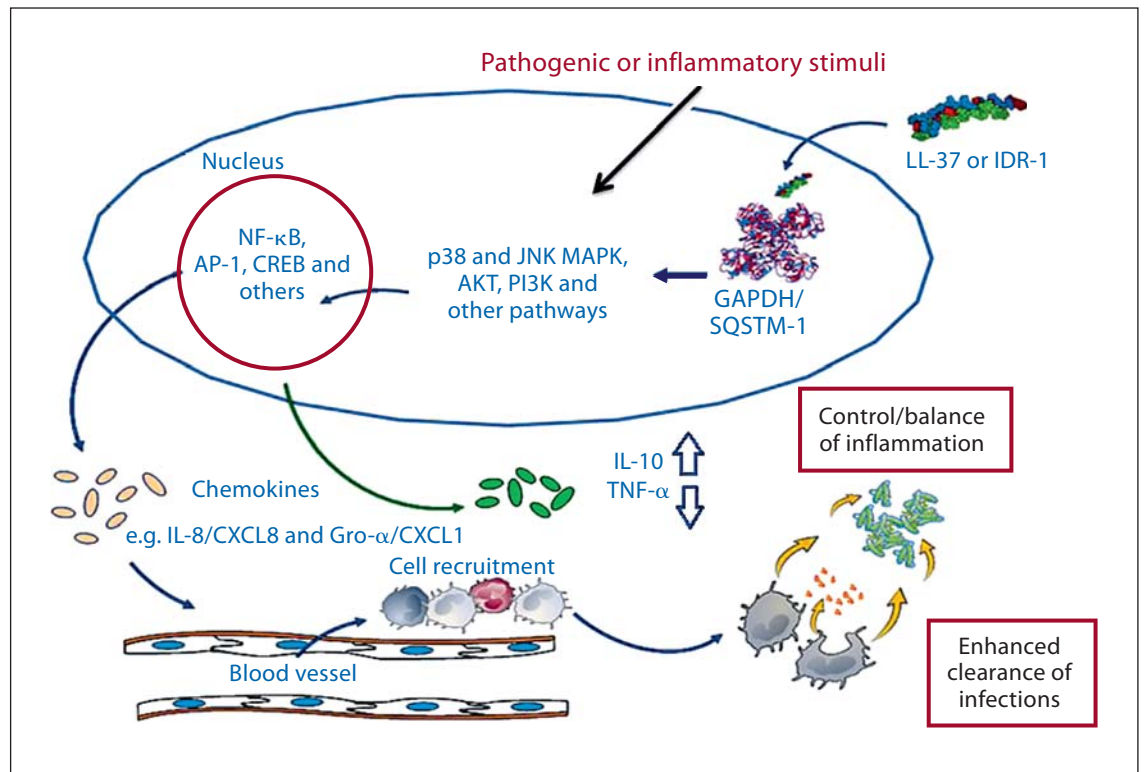 Pathogenic or inflammatory stimuli
LL-37 or IDR-1
Nucleus
NF-κB,
AP-1, CREB and
others
p38 and JNK MAPK,
AKT, PI3K and
other pathways
GAPDH/
SQSTM-1
Control/balance
of inflammation
IL-10
TNF-α
Chemokines
e.g. IL-8/CXCL8 and Gro-α/CXCL1
Cell recruitment
Blood vessel
Enhanced
clearance of
infections